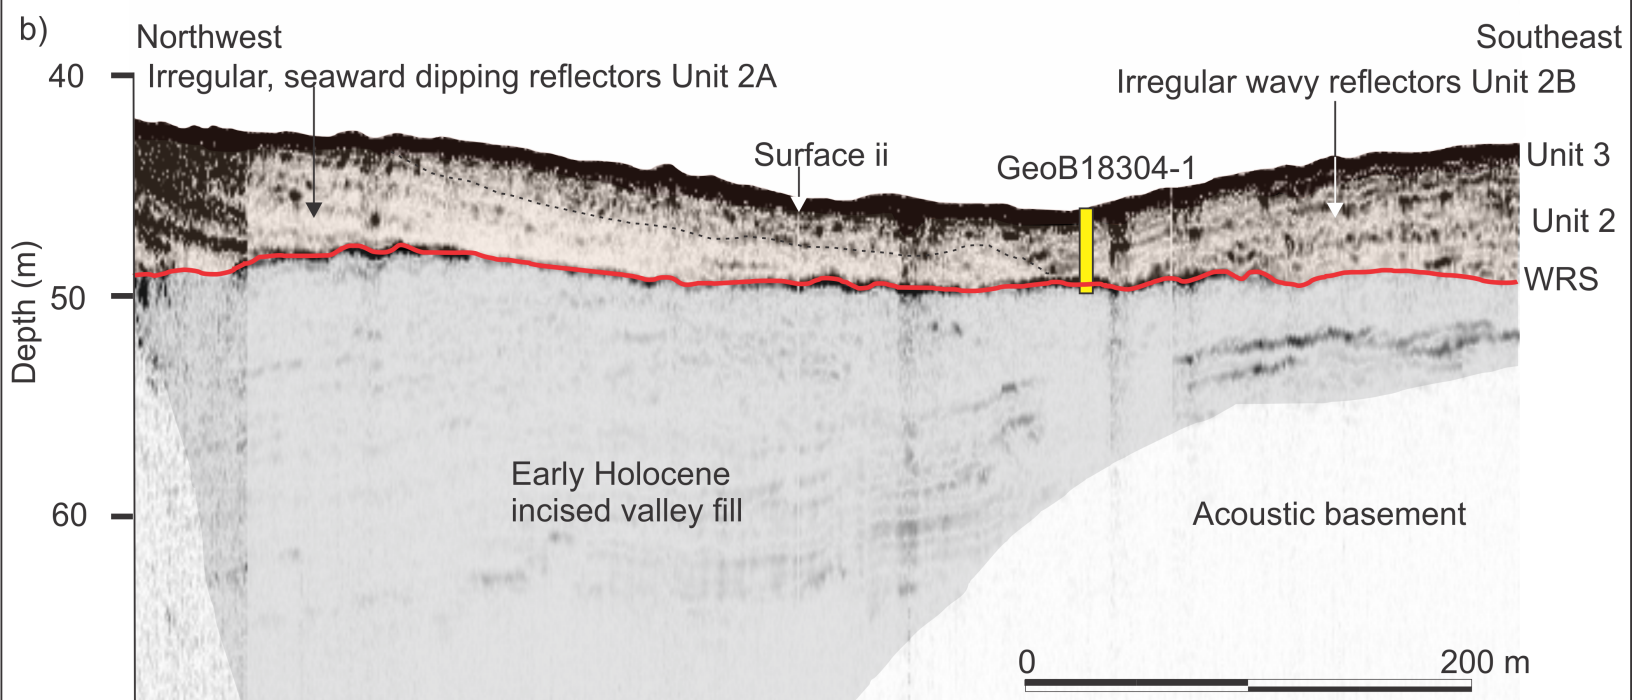 b)
Northwest
Southeast
40
Irregular, seaward dipping reflectors Unit 2A
Irregular wavy reflectors Unit 2B
Surface ii
GeoB18304-1
Unit 3
Unit 2
WRS
50
Depth (m)
Early Holocene
incised valley fill
60
Acoustic basement
0
200 m